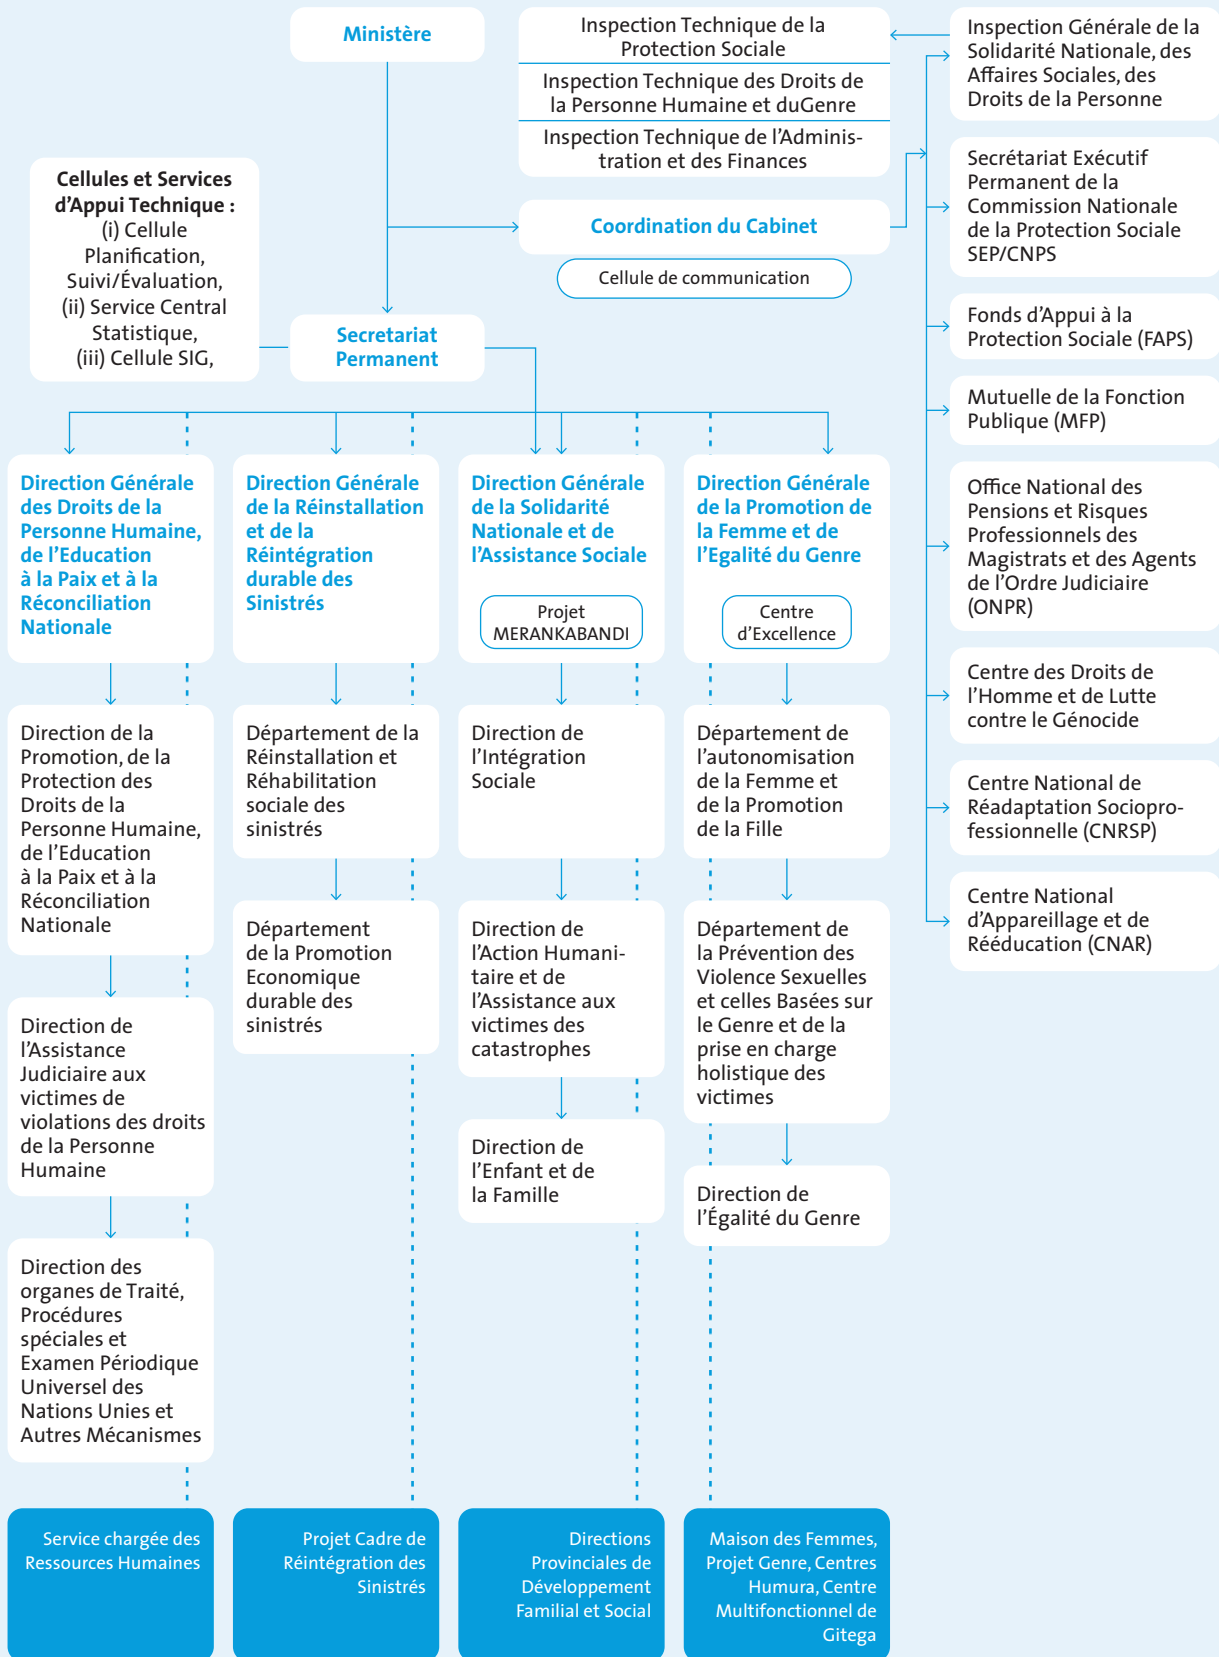 Ministère
Inspection Technique de la
Protection Sociale
Inspection Technique des Droits de
la Personne Humaine et duGenre
Inspection Technique de l'Adminis-
tration et des Finances
Inspection Générale de la
Solidarité Nationale, des
Affaires Sociales, des
Droits de la Personne
Cellules et Services
d'Appui Technique :
(i) Cellule
Planification,
Suivi/Évaluation,
(ii) Service Central
Statistique,
(iii) Cellule SIG,
Coordination du Cabinet
Cellule de communication
Secretariat
Permanent
Secrétariat Exécutif
Permanent de la
Commission Nationale
de la Protection Sociale
SEP/CNPS
Fonds d'Appui à la
Protection Sociale (FAPS)
Mutuelle de la Fonction
Publique (MFP)
Office National des
Pensions et Risques
Professionnels des
Magistrats et des Agents
de l'Ordre Judiciaire
(ONPR)
Centre des Droits de
l'Homme et de Lutte
contre le Génocide
Centre National de
Réadaptation Sociopro-
fessionnelle (CNRSP)
Centre National
d'Appareillage et de
Rééducation (CNAR)
Direction Générale
des Droits de la
Personne Humaine,
de l'Education
à la Paix et à la
Réconciliation
Nationale
Direction Générale
de la Réinstallation
et de la
Réintégration
durable des
Sinistrés
Direction Générale
de la Solidarité
Nationale et de
l'Assistance Sociale
Projet
MERANKABANDI
Direction Générale
de la Promotion de
la Femme et de
l'Egalité du Genre
Centre
d'Excellence
Direction de la
Promotion, de la
Protection des
Droits de la
Personne Humaine,
de l'Education
à la Paix et à la
Réconciliation
Nationale
Département de la
Réinstallation et
Réhabilitation
sociale des
sinistrés
Direction de
l'Intégration
Sociale
Département de
l'autonomisation
de la Femme et
de la Promotion
de la Fille
Direction de
l'Assistance
Judiciaire aux
victimes de
violations des droits
de la Personne
Humaine
Département
de la Promotion
Economique
durable des
sinistrés
Direction de
l'Action Humani-
taire et de
l'Assistance aux
victimes des
catastrophes
Département de
la Prévention des
Violence Sexuelles
et celles Basées sur
le Genre et de la
prise en charge
holistique des
victimes
Direction de
l'Enfant et de
la Famille
Direction de
l'Égalité du Genre
Direction des
organes de Traité,
Procédures
spéciales et
Examen Périodique
Universel des
Nations Unies et
Autres Mécanismes
Service chargée des
Ressources Humaines
Projet Cadre de
Réintégration des
Sinistrés
Directions
Provinciales de
Développement
Familial et Social
Maison des Femmes,
Projet Genre, Centres
Humura, Centre
Multifonctionnel de
Gitega